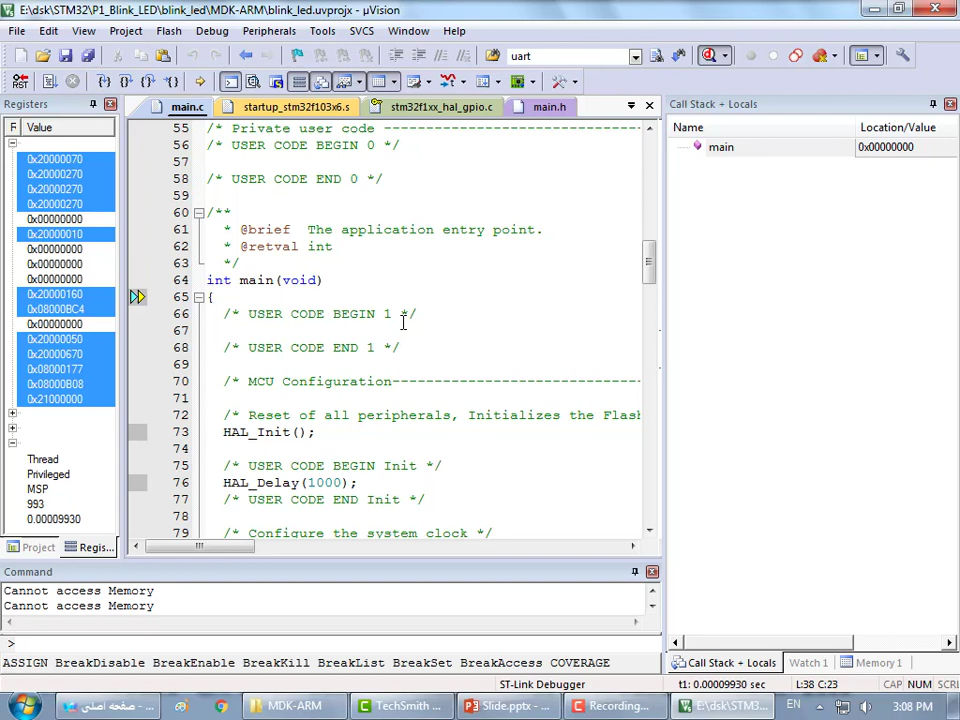 E:\dsk\STM32\P1_Blink_LED\blink_led\MDK-ARM\blink_led.uvprojx - µVision
File Edit View Project Flash Debug Peripherals Tools SVCS Window Help
uart
Registers
F Value
0x20000070
0x20000270
0x20000270
0x20000270
0x00000000
0x20000010
0x00000000
0x00000000
0x00000000
0x20000160
0x08000BC4
0x00000000
0x20000050
0x20000670
0x08000177
0x08000B08
0x21000000
Thread
Privileged
MSP
993
0.00009930
Project Regis...
main.c startup_stm32f103x6.s stm32f1xx_hal_gpio.c main.h
55 /* Private user code ------------------------------
56 /* USER CODE BEGIN 0 */
57
58 /* USER CODE END 0 */
59
60 /**
61 * @brief The application entry point.
62 * @retval int
63 */
64 int main(void)
65 {
66 /* USER CODE BEGIN 1 */
67
68 /* USER CODE END 1 */
69
70 /* MCU Configuration-----------------------------
71
72 /* Reset of all peripherals, Initializes the Flash
73 HAL_Init();
74
75 /* USER CODE BEGIN Init */
76 HAL_Delay(1000);
77 /* USER CODE END Init */
78
79 /* Configure the system clock */
Call Stack + Locals
Name Location/Value
main 0x00000000
Command
Cannot access Memory
Cannot access Memory
>
ASSIGN BreakDisable BreakEnable BreakKill BreakList BreakSet BreakAccess COVERAGE
Call Stack + Locals Watch 1 Memory 1
ST-Link Debugger t1: 0.00009930 sec L:38 C:23 CAP NUM SCRL
صفحه اصلی - ... MDK-ARM TechSmith ... Slide.pptx - ... Recording... E:\dsk\STM3... EN 3:08 PM